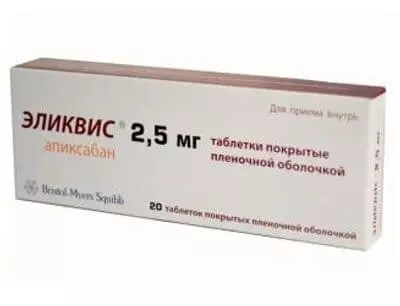 Для приема внутрь
ЭЛИКВИС® 2,5 мг
апиксабан
таблетки покрытые
пленочной оболочкой
Bristol-Myers Squibb
20 таблеток покрытых пленочной оболочкой